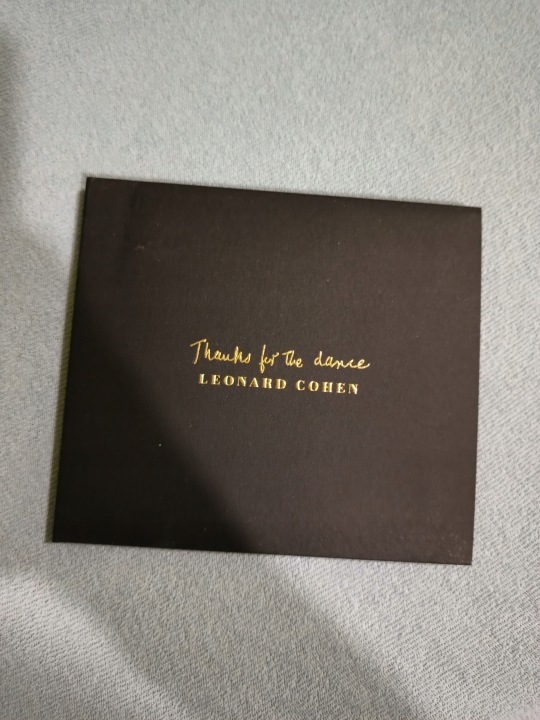 Thanks for the dance
LEONARD COHEN